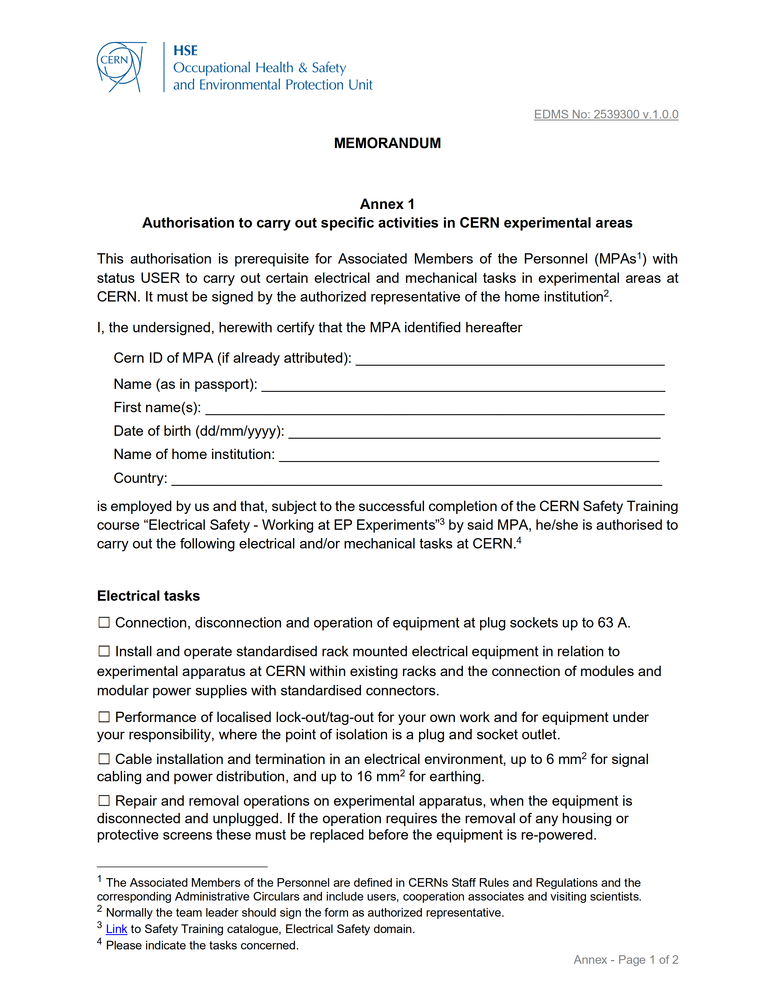 CERN
HSE
Occupational Health & Safety
and Environmental Protection Unit
EDMS No: 2539300 v.1.0.0
MEMORANDUM
Annex 1
Authorisation to carry out specific activities in CERN experimental areas
This authorisation is prerequisite for Associated Members of the Personnel (MPAs¹) with
status USER to carry out certain electrical and mechanical tasks in experimental areas at
CERN. It must be signed by the authorized representative of the home institution².
I, the undersigned, herewith certify that the MPA identified hereafter
Cern ID of MPA (if already attributed): ____________________
Name (as in passport): ____________________
First name(s): ____________________
Date of birth (dd/mm/yyyy): ____________________
Name of home institution: ____________________
Country: ____________________
is employed by us and that, subject to the successful completion of the CERN Safety Training
course “Electrical Safety - Working at EP Experiments”³ by said MPA, he/she is authorised to
carry out the following electrical and/or mechanical tasks at CERN.⁴
Electrical tasks
☐ Connection, disconnection and operation of equipment at plug sockets up to 63 A.
☐ Install and operate standardised rack mounted electrical equipment in relation to
experimental apparatus at CERN within existing racks and the connection of modules and
modular power supplies with standardised connectors.
☐ Performance of localised lock-out/tag-out for your own work and for equipment under
your responsibility, where the point of isolation is a plug and socket outlet.
☐ Cable installation and termination in an electrical environment, up to 6 mm² for signal
cabling and power distribution, and up to 16 mm² for earthing.
☐ Repair and removal operations on experimental apparatus, when the equipment is
disconnected and unplugged. If the operation requires the removal of any housing or
protective screens these must be replaced before the equipment is re-powered.
¹ The Associated Members of the Personnel are defined in CERNs Staff Rules and Regulations and the
corresponding Administrative Circulars and include users, cooperation associates and visiting scientists.
² Normally the team leader should sign the form as authorized representative.
³ Link to Safety Training catalogue, Electrical Safety domain.
⁴ Please indicate the tasks concerned.
Annex - Page 1 of 2